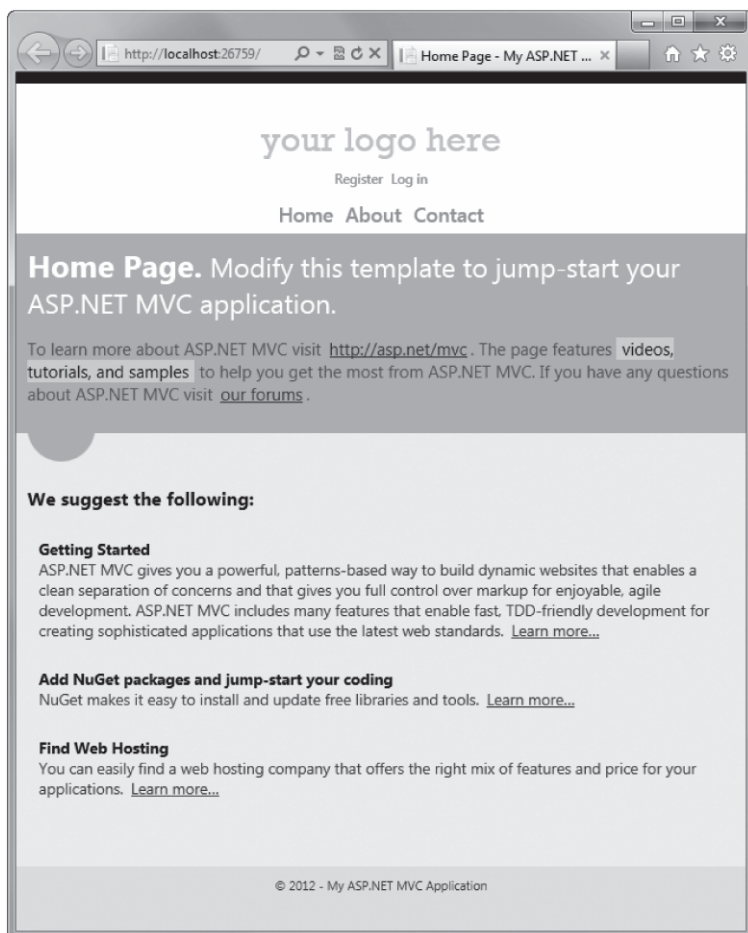 http://localhost:26759/
Home Page - My ASP.NET ...
your logo here
Register Log in
Home About Contact
Home Page. Modify this template to jump-start your
ASP.NET MVC application.
To learn more about ASP.NET MVC visit http://asp.net/mvc . The page features videos,
tutorials, and samples to help you get the most from ASP.NET MVC. If you have any questions
about ASP.NET MVC visit our forums .
We suggest the following:
Getting Started
ASP.NET MVC gives you a powerful, patterns-based way to build dynamic websites that enables a
clean separation of concerns and that gives you full control over markup for enjoyable, agile
development. ASP.NET MVC includes many features that enable fast, TDD-friendly development for
creating sophisticated applications that use the latest web standards. Learn more...
Add NuGet packages and jump-start your coding
NuGet makes it easy to install and update free libraries and tools. Learn more...
Find Web Hosting
You can easily find a web hosting company that offers the right mix of features and price for your
applications. Learn more...
© 2012 - My ASP.NET MVC Application